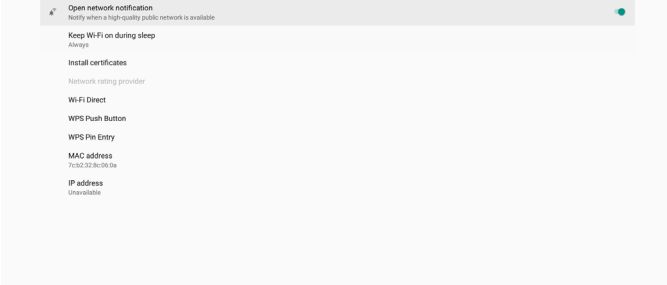 Open network notification
Notify when a high-quality public network is available
Keep Wi-Fi on during sleep
Always
Install certificates
Network rating provider
Wi-Fi Direct
WPS Push Button
WPS Pin Entry
MAC address
7c:b2:32:8c:06:0a
IP address
Unavailable